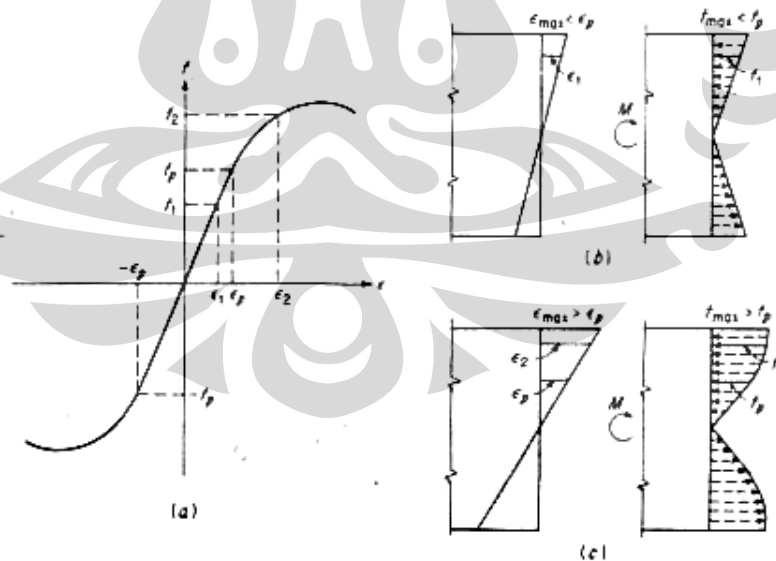 f
f₂
fₚ
f₁
-ϵₚ
ϵ₁ ϵₚ ϵ₂ ϵ
fₚ
(a)
ϵmax < ϵₚ fmax < fₚ
ϵ₁ f₁
M
(b)
ϵmax > ϵₚ fmax > fₚ
ϵ₂
ϵₚ fₚ
M
(c)